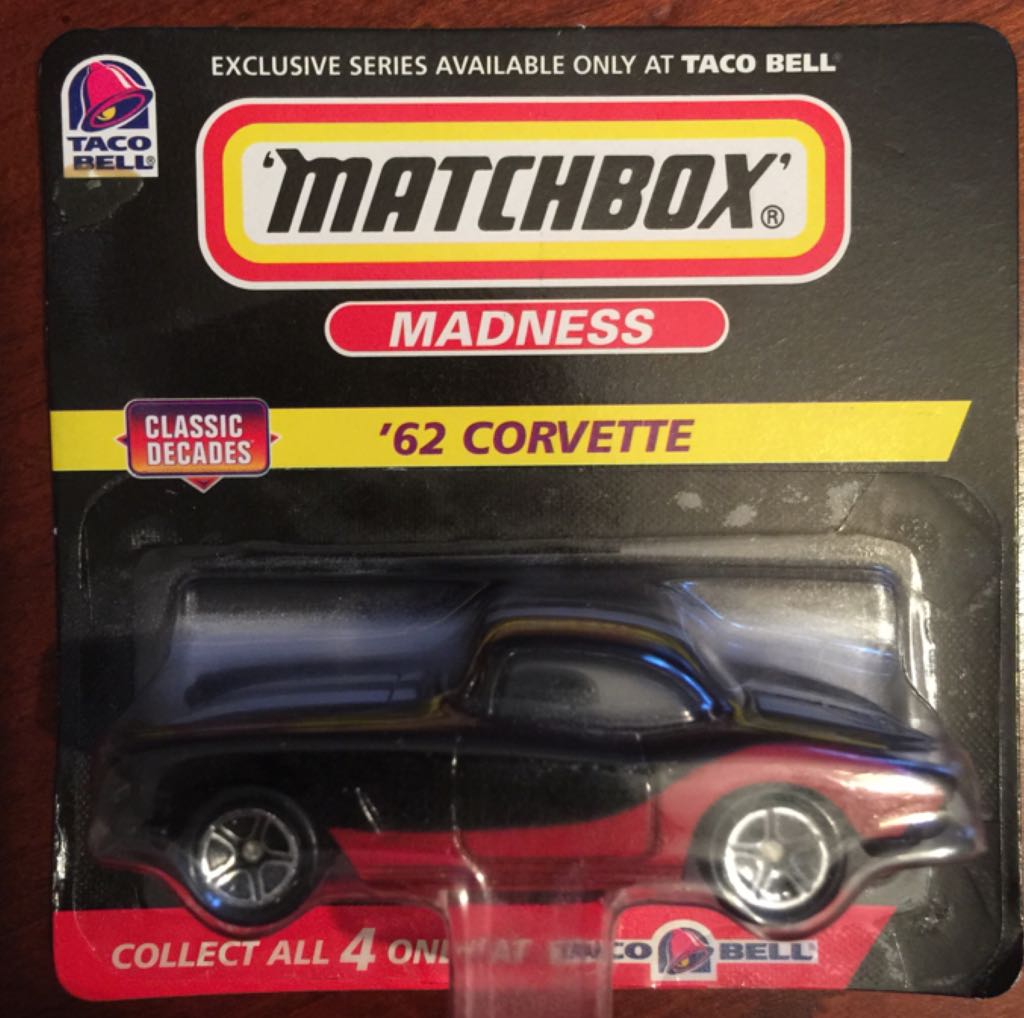 EXCLUSIVE SERIES AVAILABLE ONLY AT TACO BELL®
TACO
BELL®
'MATCHBOX'®
MADNESS
CLASSIC
DECADES™
'62 CORVETTE
COLLECT ALL 4 ONLY AT TACO BELL®